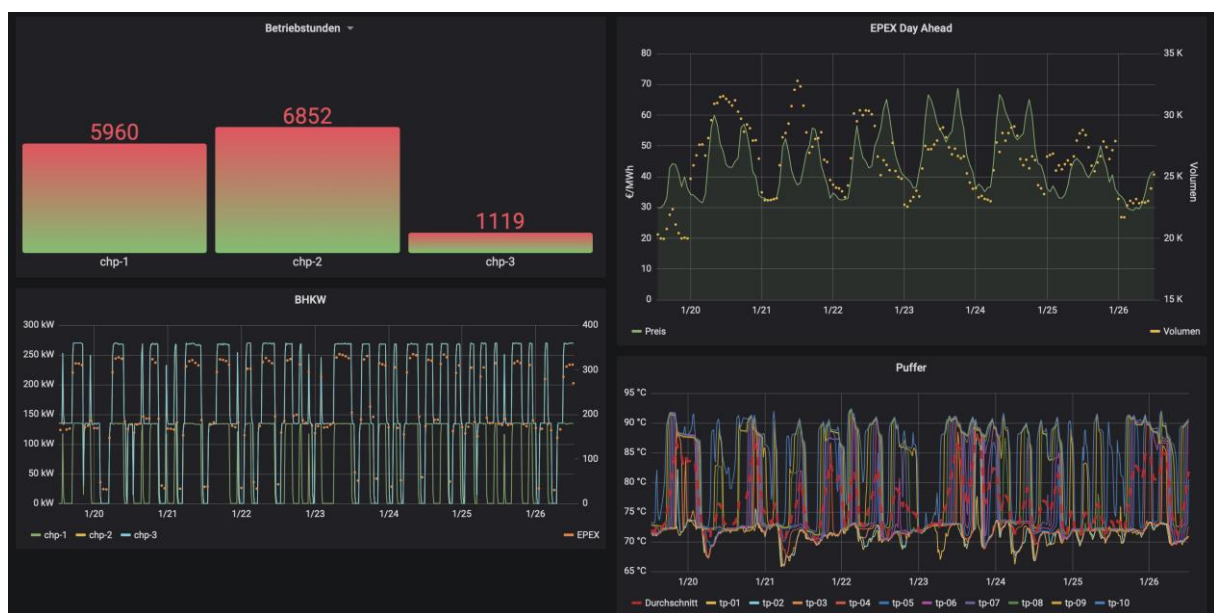 Betriebstunden
5960
6852
1119
chp-1 chp-2 chp-3
EPEX Day Ahead
80 35 K
70
60 30 K
50
40 25 K
30
20 20 K
10
0 15 K
€/MWh
Volumen
1/20 1/21 1/22 1/23 1/24 1/25 1/26
Preis Volumen
BHKW
300 kW 400
250 kW 300
200 kW
150 kW 200
100 kW 100
50 kW
0 kW 0
1/20 1/21 1/22 1/23 1/24 1/25 1/26
chp-1 chp-2 chp-3 EPEX
Puffer
95 °C
90 °C
85 °C
80 °C
75 °C
70 °C
65 °C
1/20 1/21 1/22 1/23 1/24 1/25 1/26
Durchschnitt tp-01 tp-02 tp-03 tp-04 tp-05 tp-06 tp-07 tp-08 tp-09 tp-10